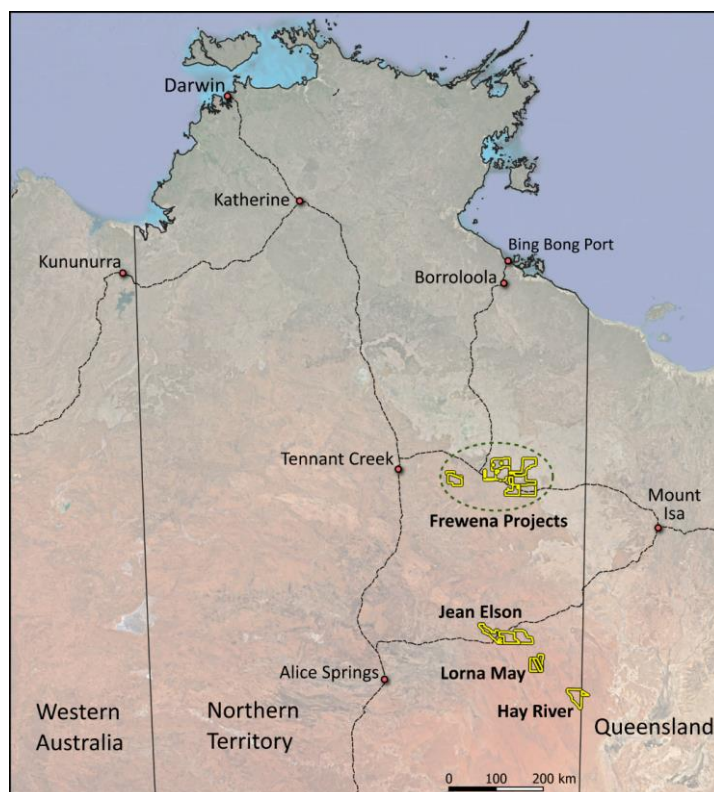 Darwin
Katherine
Kununurra
Bing Bong Port
Borroloola
Tennant Creek
Frewena Projects
Mount
Isa
Jean Elson
Lorna May
Alice Springs
Hay River
Western
Australia
Northern
Territory
Queensland
0 100 200 km